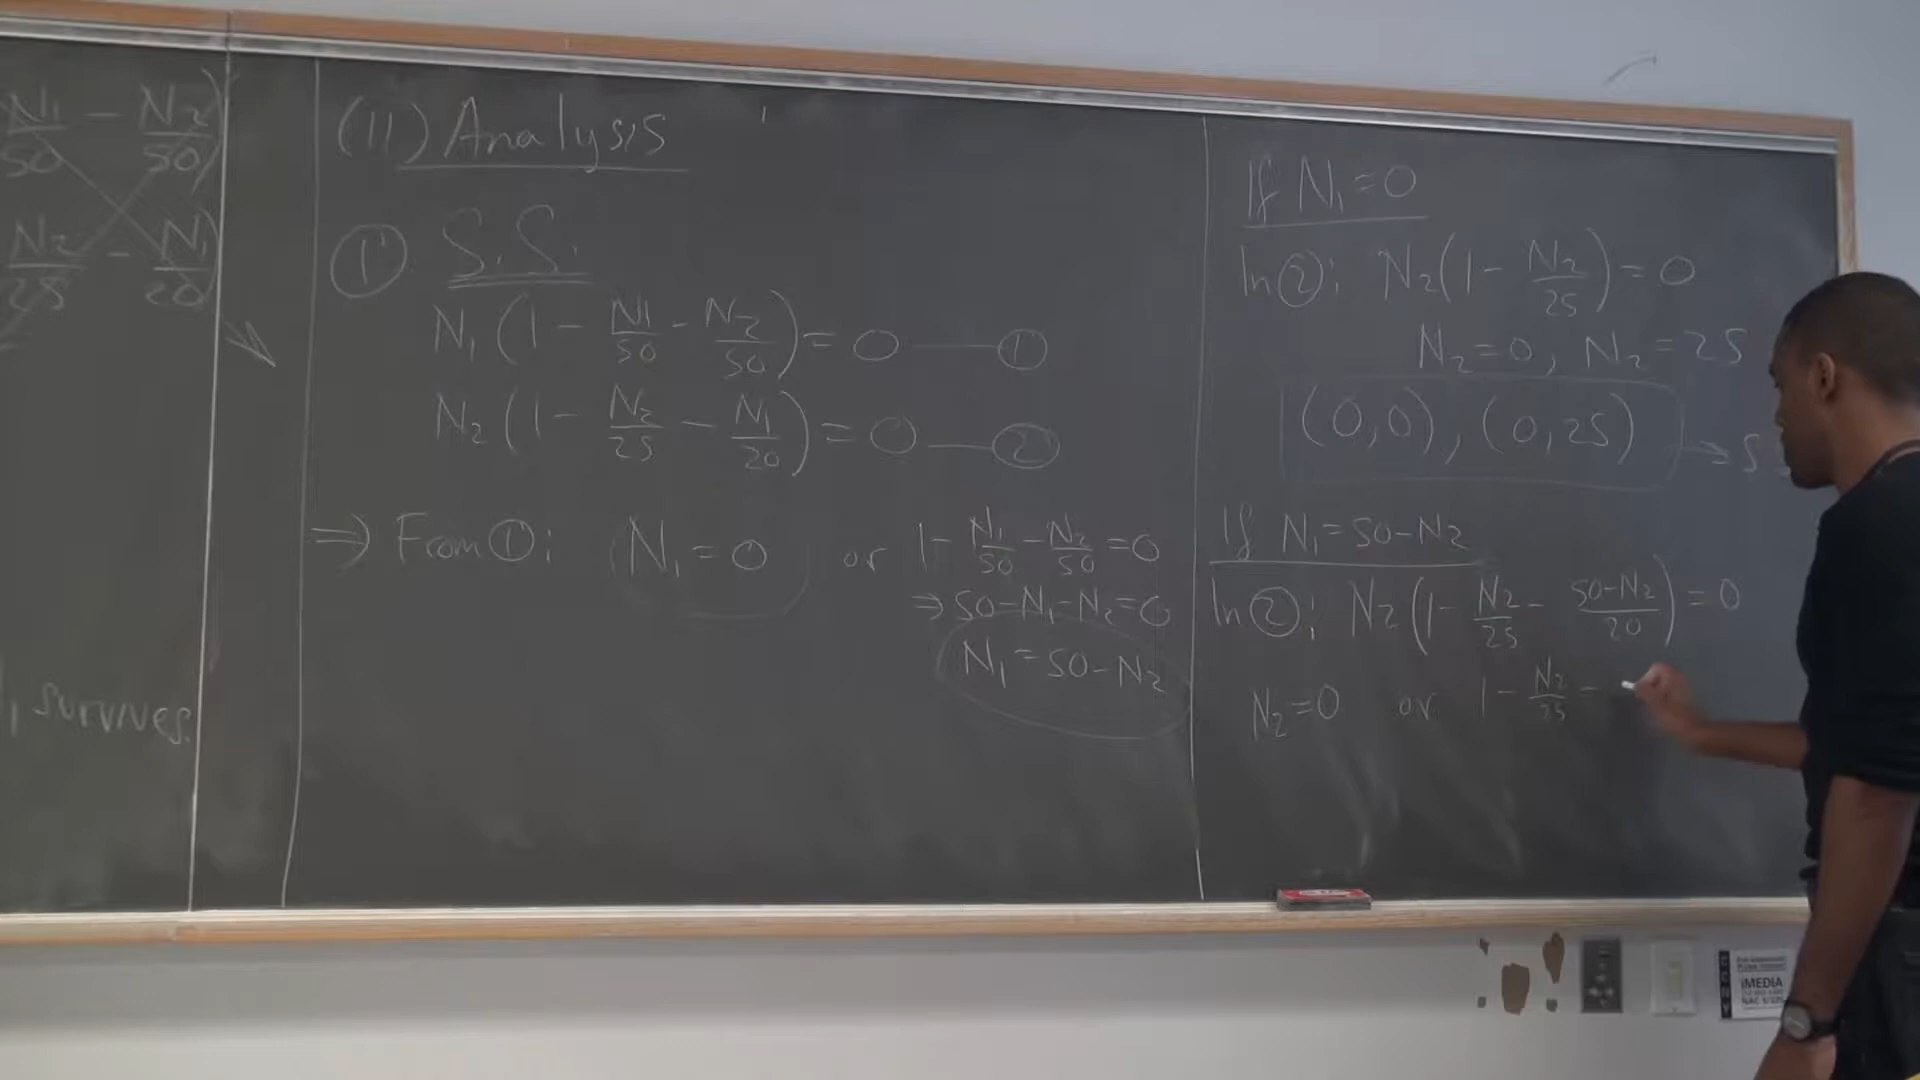 N₁/50 - N₂/50)
N₂/25 - N₁/20)
survives.
(II) Analysis
① S.S.
N₁(1 - N₁/50 - N₂/50) = 0 — ①
N₂(1 - N₂/25 - N₁/20) = 0 — ②
⇒ From ①: N₁ = 0 or 1 - N₁/50 - N₂/50 = 0
⇒ 50 - N₁ - N₂ = 0
N₁ = 50 - N₂
If N₁ = 0
In ②: N₂(1 - N₂/25) = 0
N₂ = 0, N₂ = 25
(0,0), (0,25) → S
If N₁ = 50 - N₂
In ②: N₂(1 - N₂/25 - (50-N₂)/20) = 0
N₂ = 0 or 1 - N₂/25 -
CCNY
iMEDIA